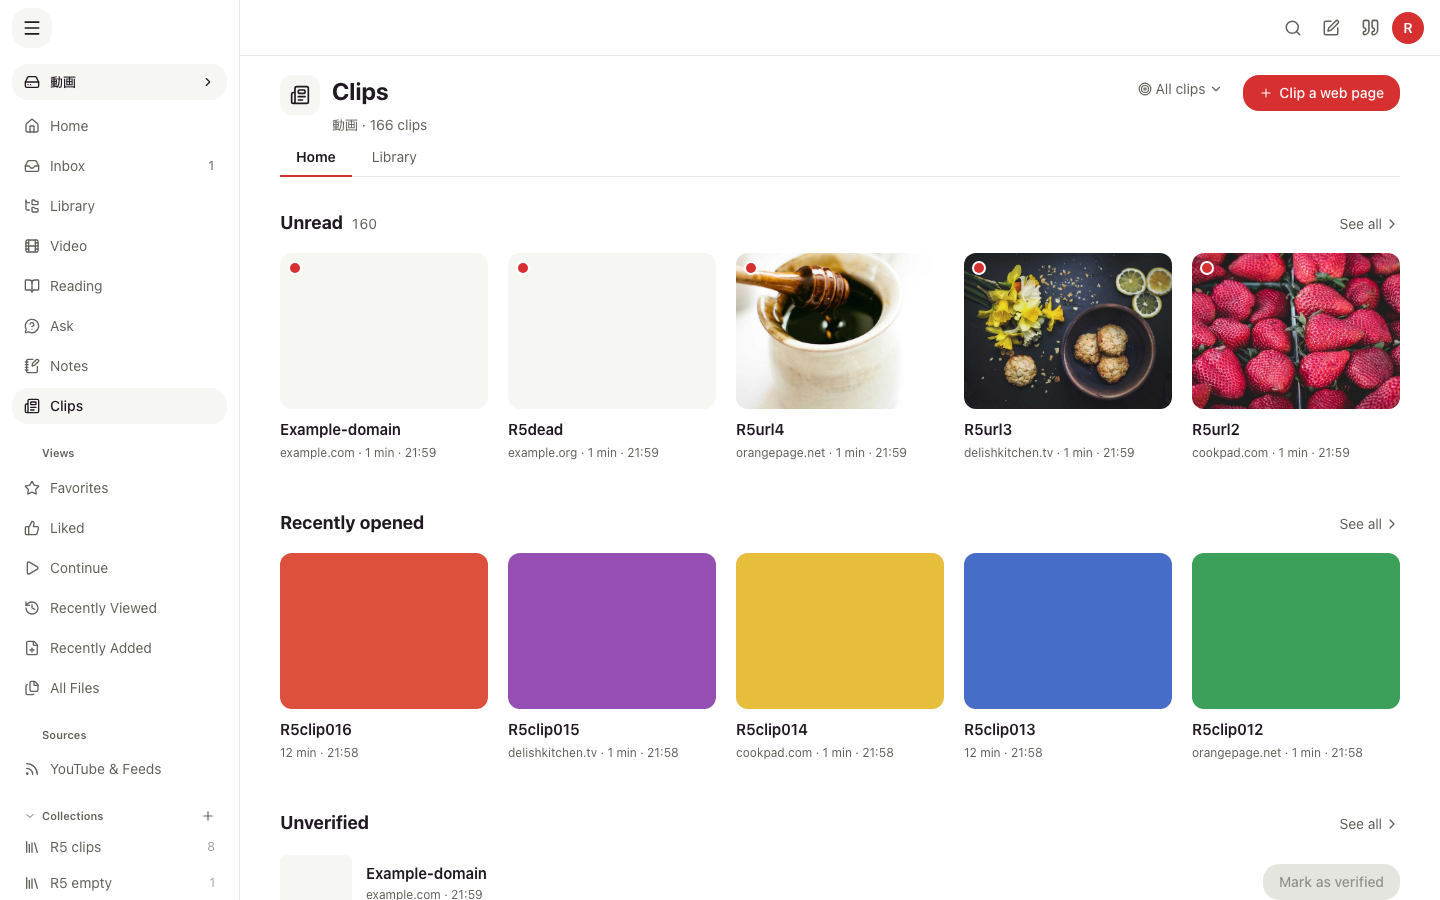 動画
Home
Inbox 1
Library
Video
Reading
Ask
Notes
Clips
Views
Favorites
Liked
Continue
Recently Viewed
Recently Added
All Files
Sources
YouTube & Feeds
Collections
R5 clips 8
R5 empty 1
R
Clips
動画 · 166 clips
All clips
Clip a web page
Home Library
Unread 160
See all
Example-domain
example.com · 1 min · 21:59
R5dead
example.org · 1 min · 21:59
R5url4
orangepage.net · 1 min · 21:59
R5url3
delishkitchen.tv · 1 min · 21:59
R5url2
cookpad.com · 1 min · 21:59
Recently opened
See all
R5clip016
12 min · 21:58
R5clip015
delishkitchen.tv · 1 min · 21:58
R5clip014
cookpad.com · 1 min · 21:58
R5clip013
12 min · 21:58
R5clip012
orangepage.net · 1 min · 21:58
Unverified
See all
Example-domain
example.com · 21:59
Mark as verified